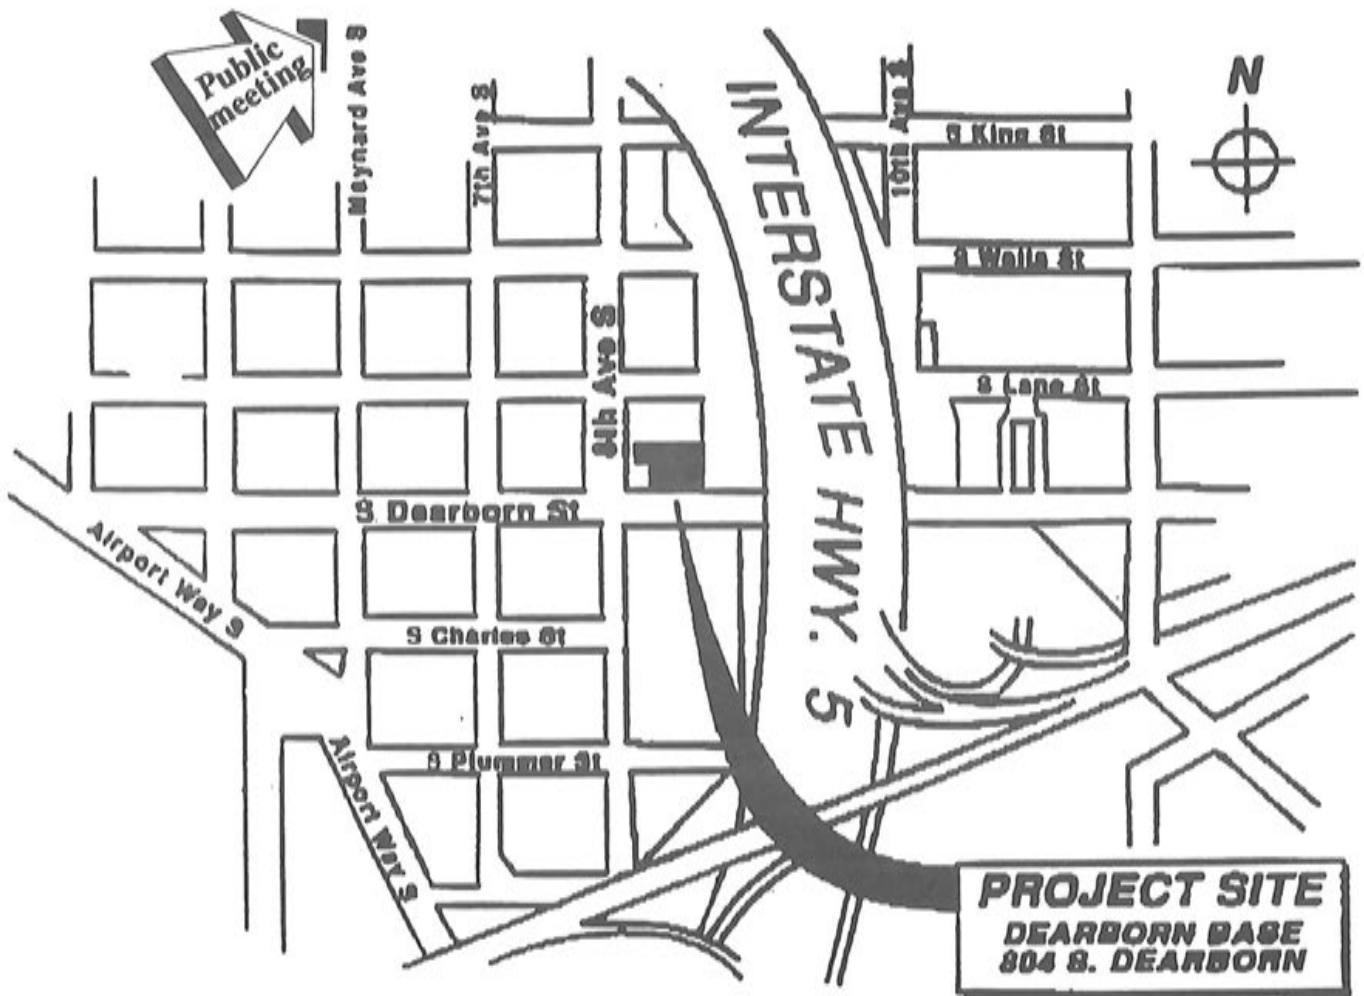 Public
meeting
Maynard Ave S
7th Ave S
INTERSTATE HWY. 5
10th Ave S
N
S King St
S Wells St
S Lane St
8th Ave S
S Dearborn St
Airport Way S
S Charles St
S Plummer St
Airport Way S
PROJECT SITE
DEARBORN BASE
804 S. DEARBORN